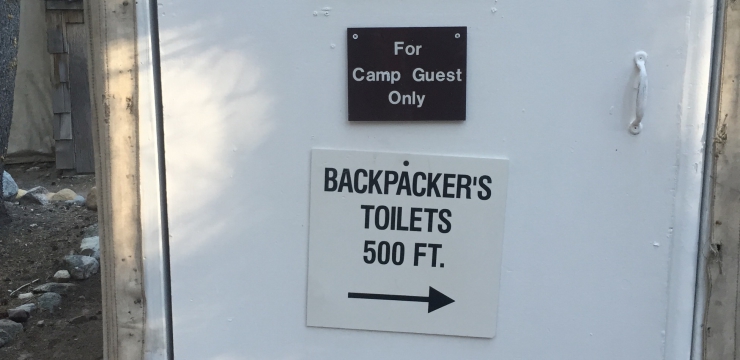 For
Camp Guest
Only
BACKPACKER'S
TOILETS
500 FT.